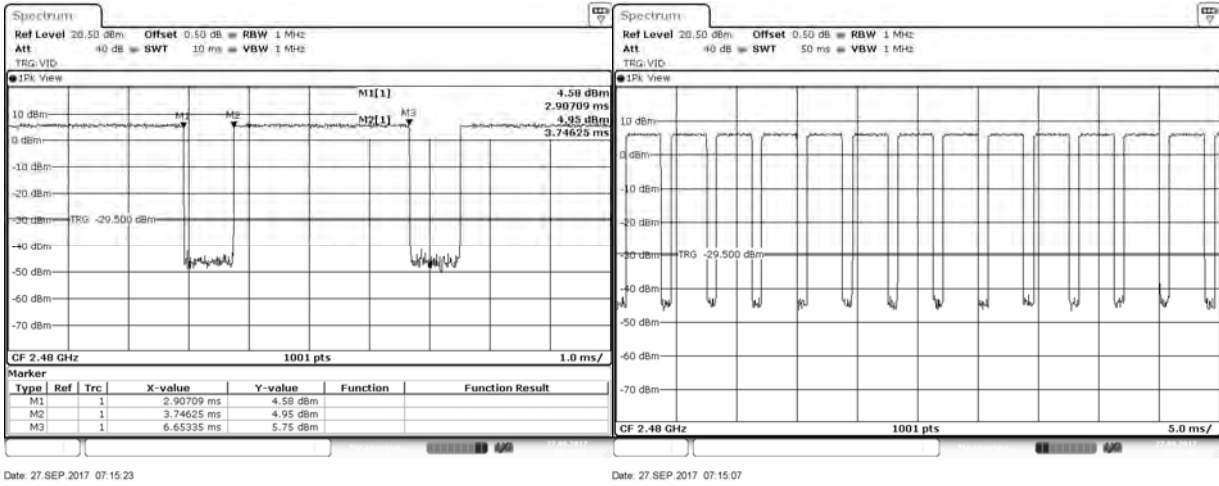 Spectrum
Ref Level 20.50 dBm Offset 0.50 dB RBW 1 MHz
Att 40 dB SWT 10 ms VBW 1 MHz
TRG:VID
1Pk View
M1[1] 4.58 dBm
2.90709 ms
M2[1] 4.95 dBm
3.74625 ms
M1 M2 M3
10 dBm
0 dBm
-10 dBm
-20 dBm
-30 dBm
TRG -29.500 dBm
-40 dBm
-50 dBm
-60 dBm
-70 dBm
CF 2.48 GHz 1001 pts 1.0 ms/
Marker
Type Ref Trc X-value Y-value Function Function Result
M1 1 2.90709 ms 4.58 dBm
M2 1 3.74625 ms 4.95 dBm
M3 1 6.65335 ms 5.75 dBm
Date: 27.SEP.2017 07:15:23
Spectrum
Ref Level 20.50 dBm Offset 0.50 dB RBW 1 MHz
Att 40 dB SWT 50 ms VBW 1 MHz
TRG:VID
1Pk View
10 dBm
0 dBm
-10 dBm
-20 dBm
-30 dBm
TRG -29.500 dBm
-40 dBm
-50 dBm
-60 dBm
-70 dBm
CF 2.48 GHz 1001 pts 5.0 ms/
Date: 27.SEP.2017 07:15:07